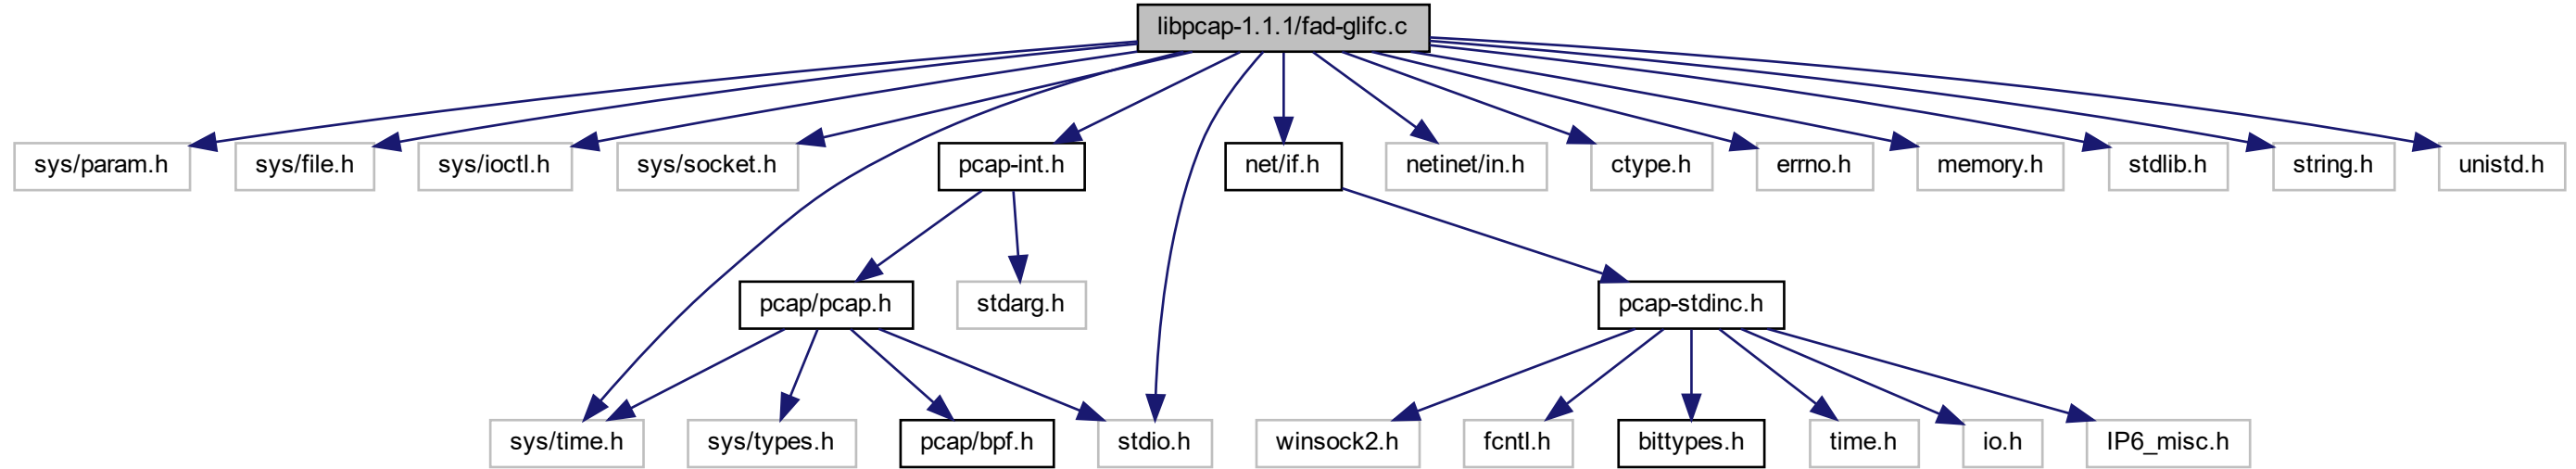 libpcap-1.1.1/fad-glifc.c
sys/param.h
sys/file.h
sys/ioctl.h
sys/socket.h
pcap-int.h
net/if.h
netinet/in.h
ctype.h
errno.h
memory.h
stdlib.h
string.h
unistd.h
pcap/pcap.h
stdarg.h
pcap-stdinc.h
sys/time.h
sys/types.h
pcap/bpf.h
stdio.h
winsock2.h
fcntl.h
bittypes.h
time.h
io.h
IP6_misc.h